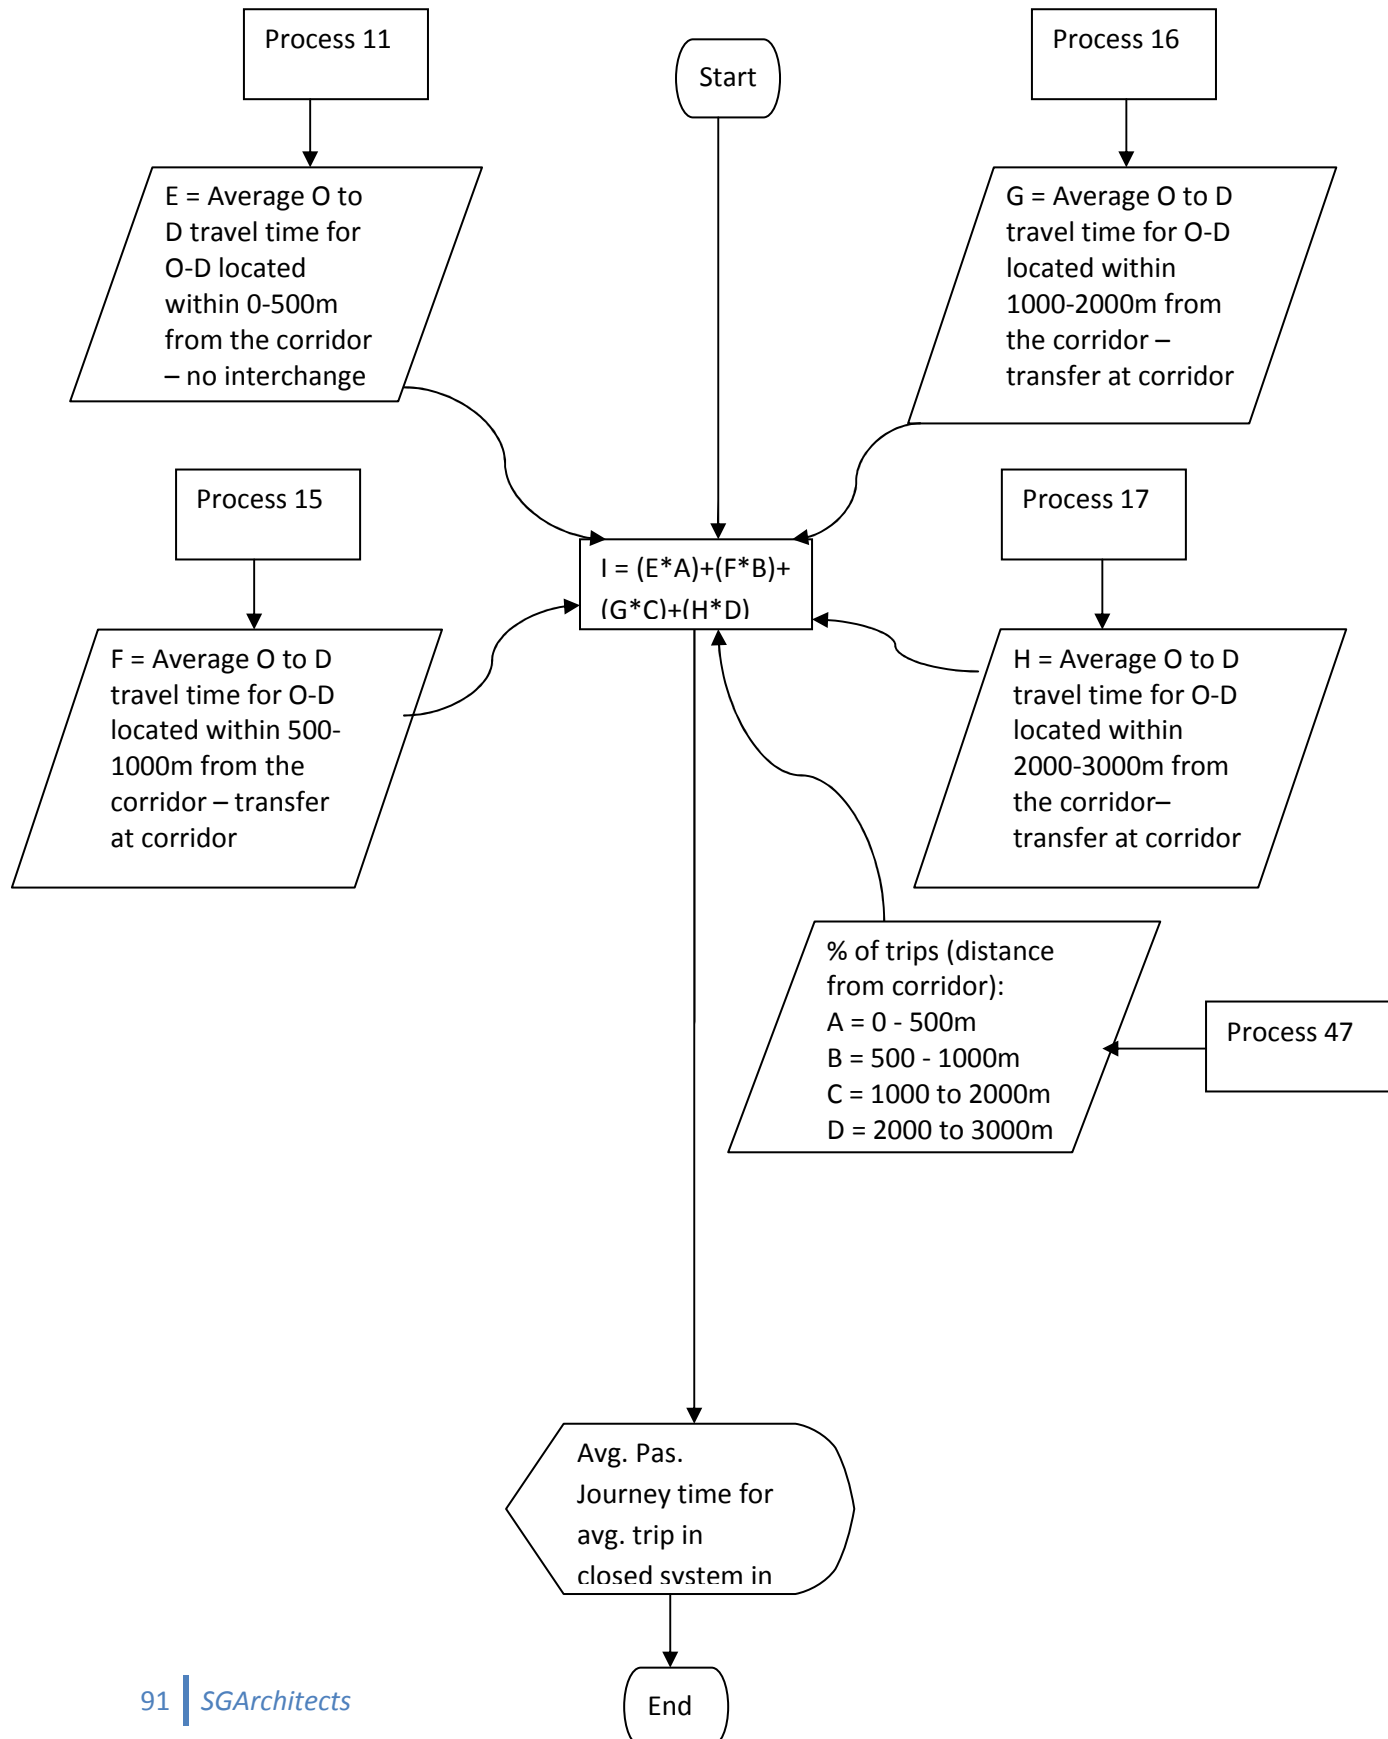 Process 11
Start
Process 16
E = Average O to
D travel time for
O-D located
within 0-500m
from the corridor
– no interchange
G = Average O to D
travel time for O-D
located within
1000-2000m from
the corridor –
transfer at corridor
Process 15
Process 17
I = (E*A)+(F*B)+
(G*C)+(H*D)
F = Average O to D
travel time for O-D
located within 500-
1000m from the
corridor – transfer
at corridor
H = Average O to D
travel time for O-D
located within
2000-3000m from
the corridor–
transfer at corridor
% of trips (distance
from corridor):
A = 0 - 500m
B = 500 - 1000m
C = 1000 to 2000m
D = 2000 to 3000m
Process 47
Avg. Pas.
Journey time for
avg. trip in
closed system in
End
91 SGArchitects